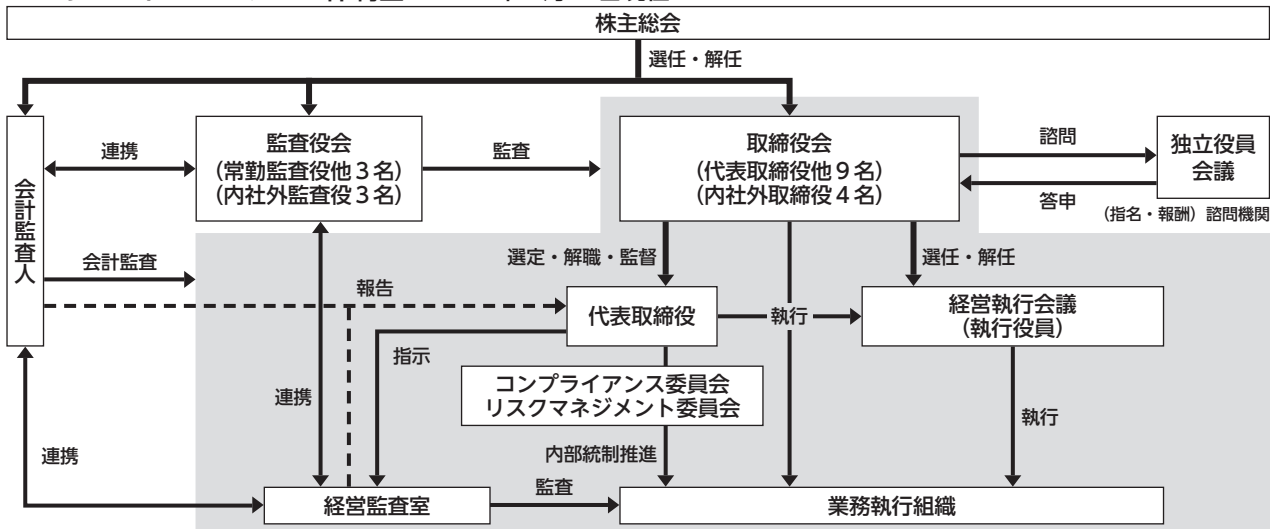 株主総会
選任・解任
会計監査人
連携
監査役会
(常勤監査役他3名)
(内社外監査役3名)
監査
取締役会
(代表取締役他9名)
(内社外取締役4名)
諮問
答申
独立役員
会議
(指名・報酬)諮問機関
会計監査
選定・解職・監督
選任・解任
報告
代表取締役
執行
経営執行会議
(執行役員)
指示
連携
コンプライアンス委員会
リスクマネジメント委員会
執行
連携
内部統制推進
経営監査室
監査
業務執行組織